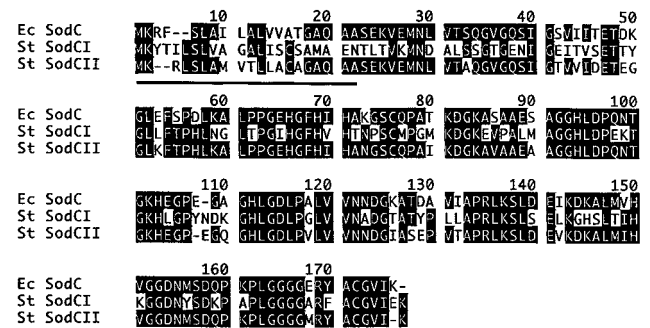 10 20 30 40 50
Ec SodC MKRF--SLAI LALVVATGAQ AASEKVEMNL VTSQGVGQSI GSVIITETDK
St SodCI MKYTILSLVA GALISCSAMA ENTLTVKMND ALSSGTGENI GEITVSETTY
St SodCII MK--RLSLAM VTLLACAGAQ AASEKVEMNL VTAQGVGQSI GTVVIDETEG
60 70 80 90 100
Ec SodC GLEFSPDLKA LPPGEHGFHI HAKGSCQPAT KDGKASAAES AGGHLDPQNT
St SodCI GLLFTPHLNG LTPGIHGFHV HTNPSCMPGM KDGKEVPALM AGGHLDPEKT
St SodCII GLKFTPHLKA LPPGEHGFHI HANGSCQPAI KDGKAVAAEA AGGHLDPQNT
110 120 130 140 150
Ec SodC GKHEGPE-GA GHLGDLPALV VNNDGKATDA VIAPRLKSLD EIKDKALMVH
St SodCI GKHLGPYNDK GHLGDLPGLV VNADGTATYP LLAPRLKSLS ELKGHSLTIH
St SodCII GKHEGP-EGQ GHLGDLPVLV VNNDGIASEP VTAPRLKSLD EVKDKALMIH
160 170
Ec SodC VGGDNMSDQP KPLGGGGERY ACGVIK-
St SodCI KGGDNYSDKP APLGGGGARF ACGVIEK
St SodCII VGGDNMSDQP KPLGGGGMRY ACGVI-K